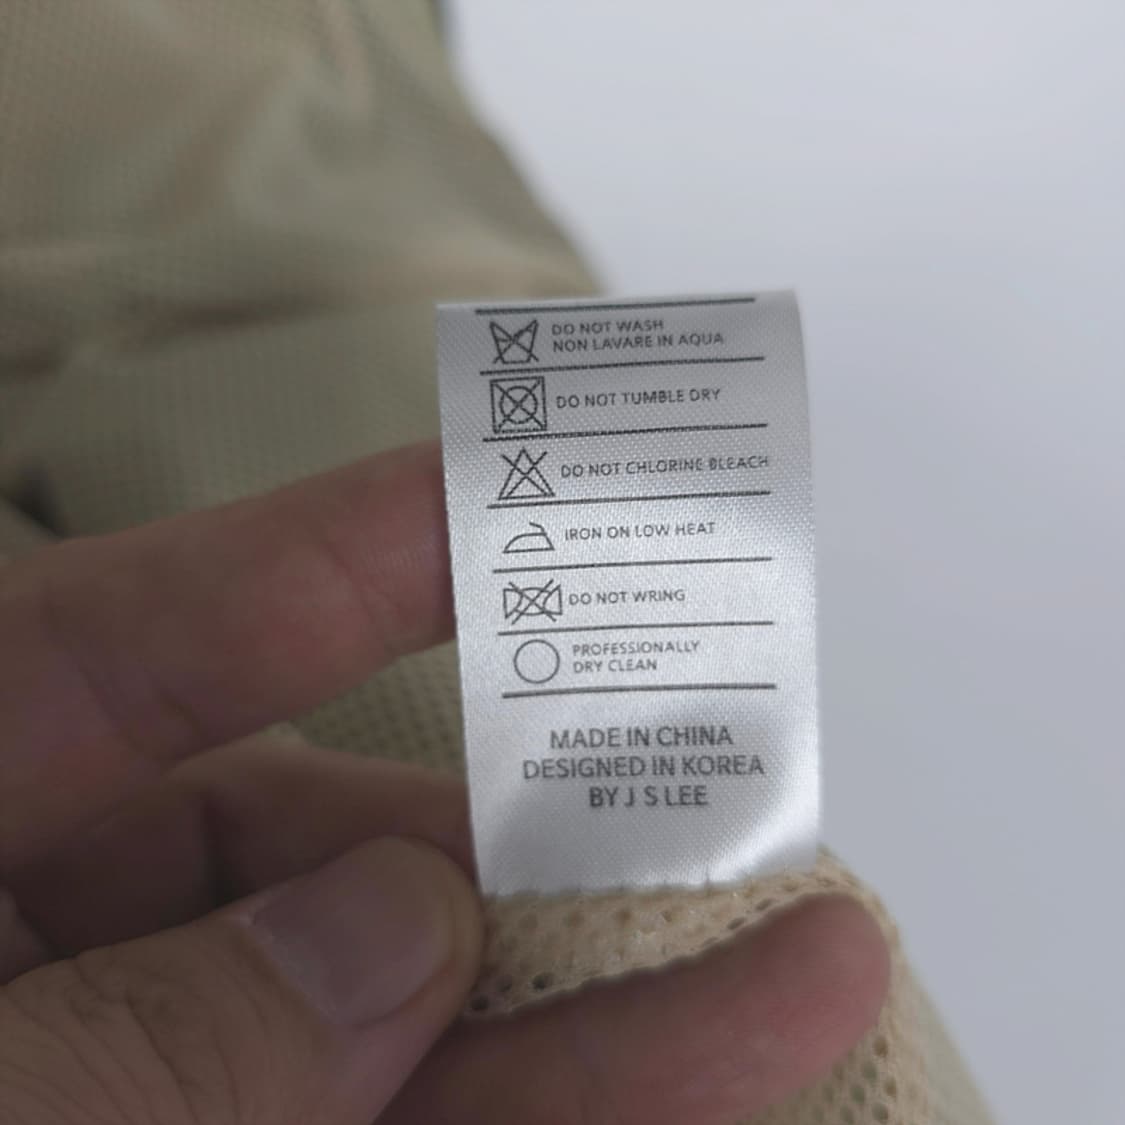 DO NOT WASH
NON LAVARE IN AQUA
DO NOT TUMBLE DRY
DO NOT CHLORINE BLEACH
IRON ON LOW HEAT
DO NOT WRING
PROFESSIONALLY
DRY CLEAN
MADE IN CHINA
DESIGNED IN KOREA
BY J S LEE